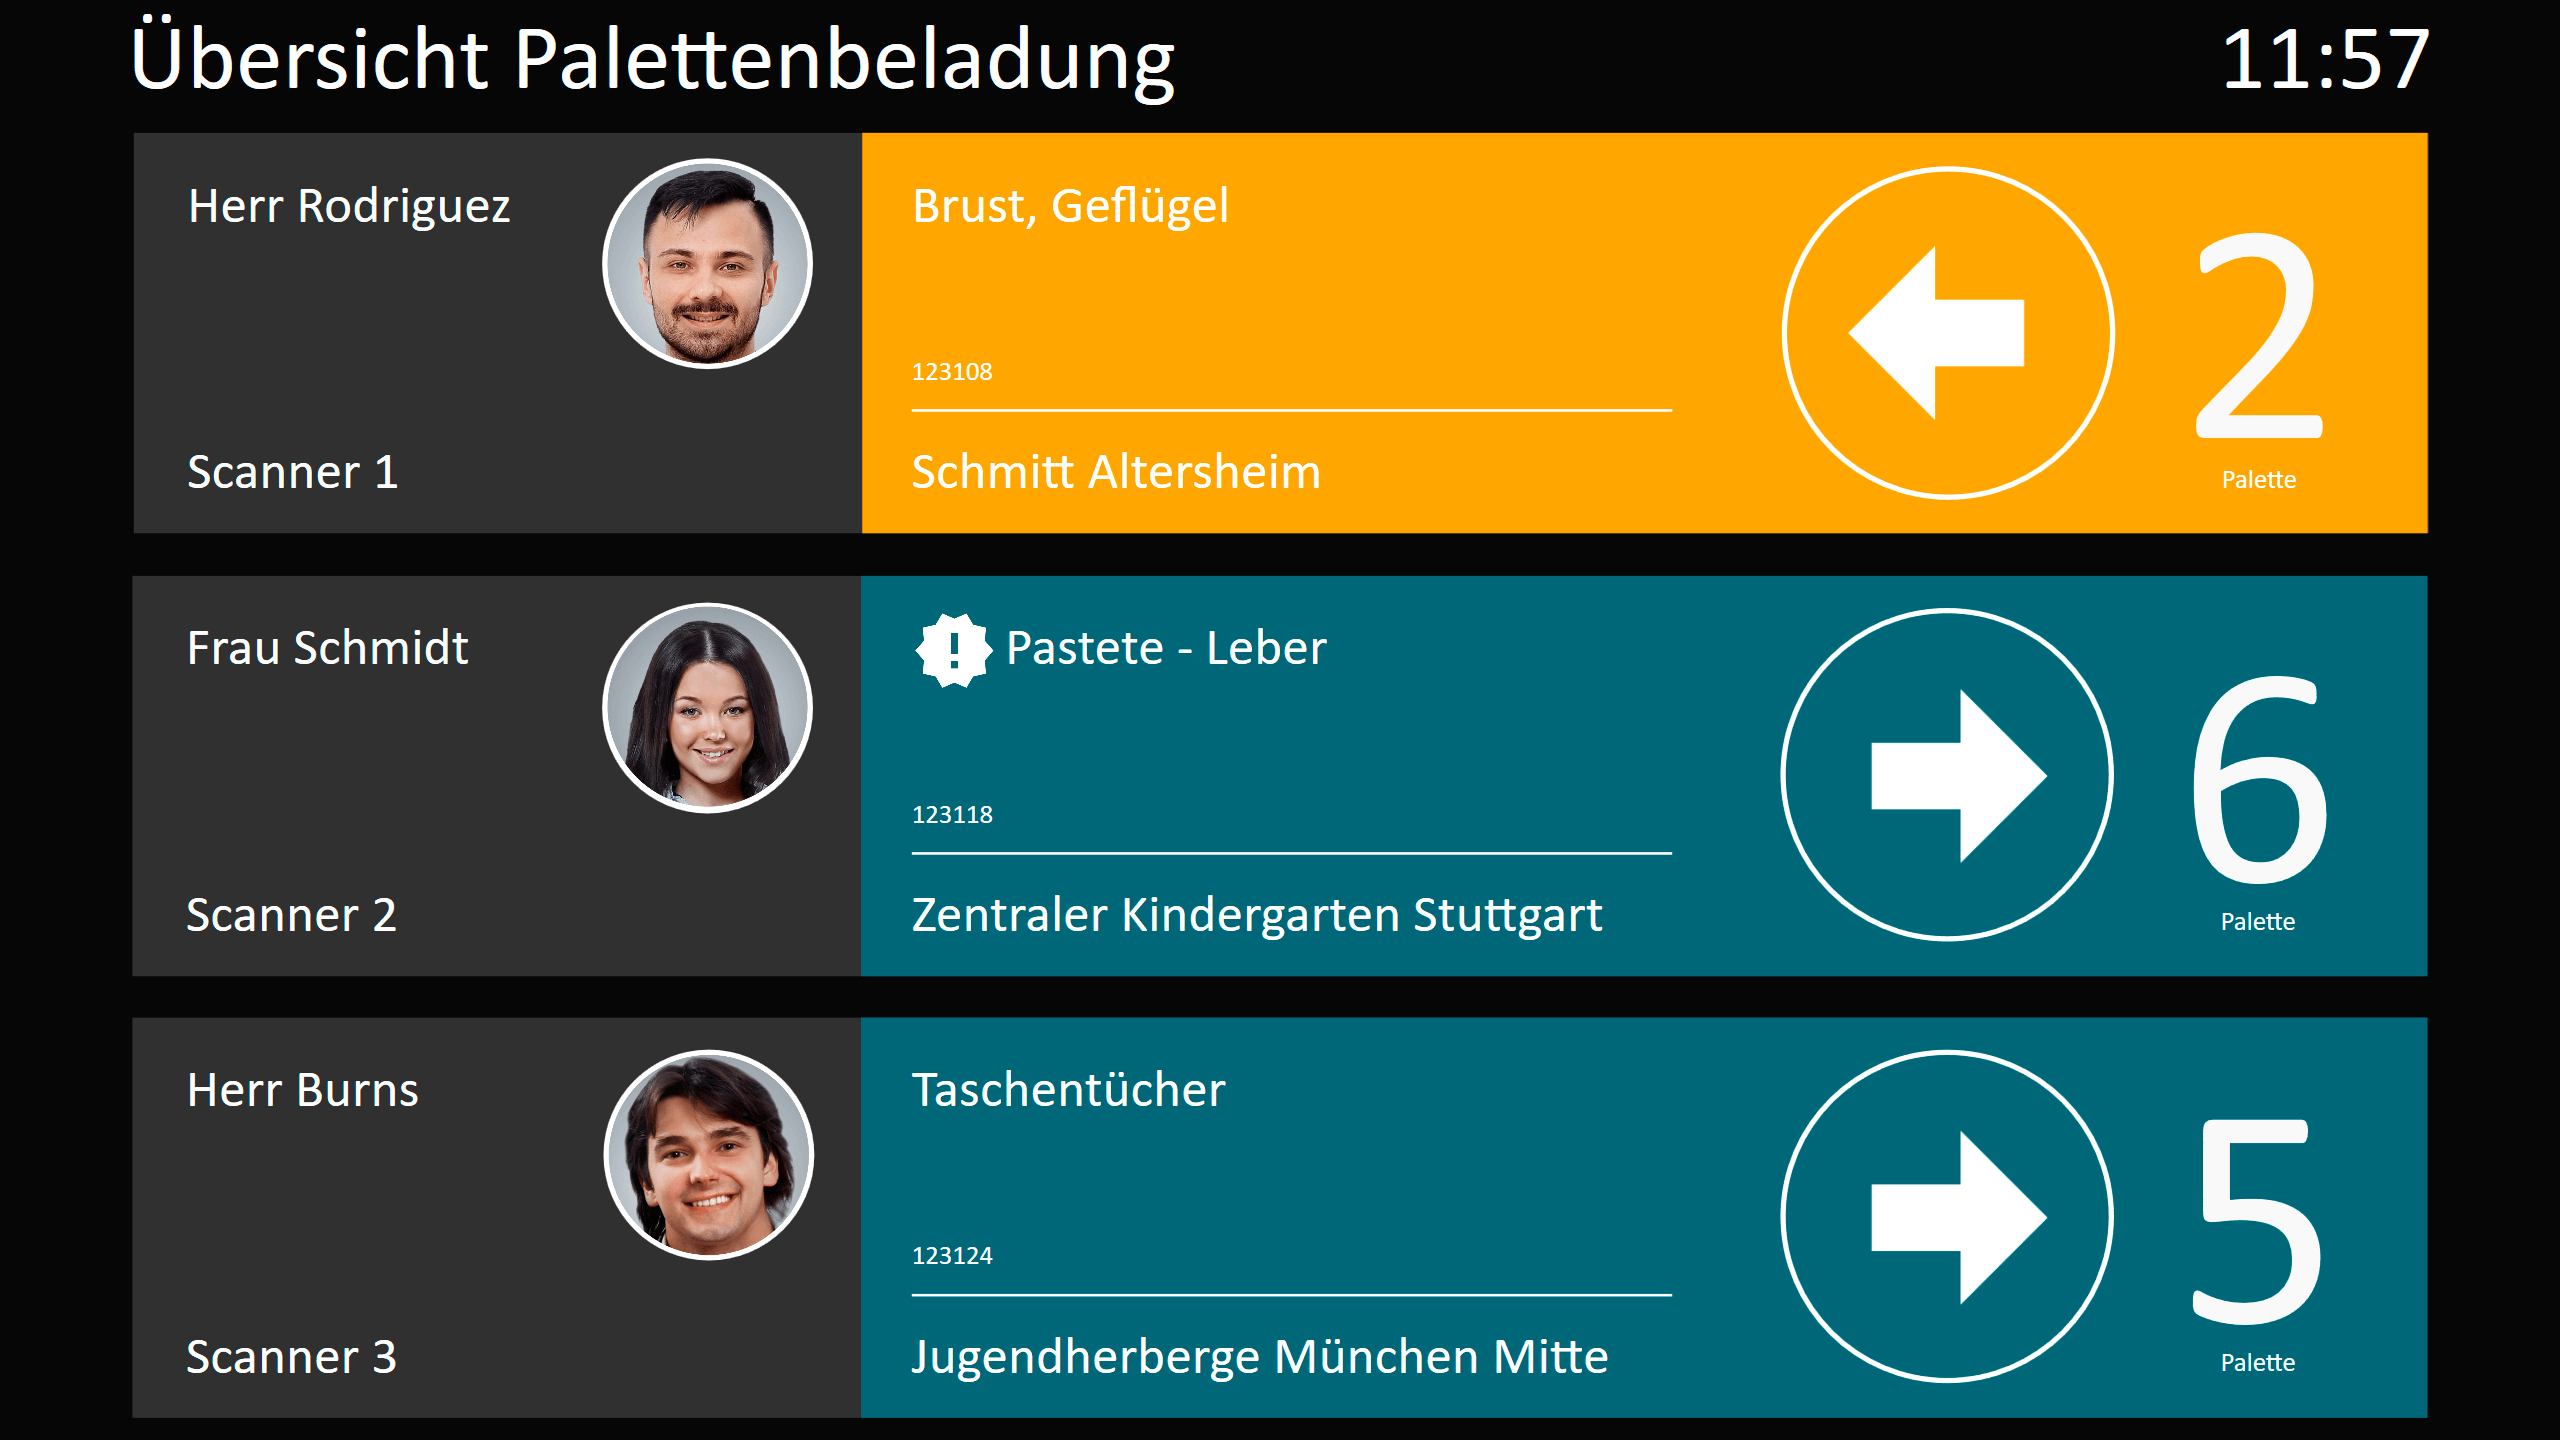 Übersicht Palettenbeladung
11:57
Herr Rodriguez
Scanner 1
Brust, Geflügel
123108
Schmitt Altersheim
2
Palette
Frau Schmidt
Scanner 2
! Pastete - Leber
123118
Zentraler Kindergarten Stuttgart
6
Palette
Herr Burns
Scanner 3
Taschentücher
123124
Jugendherberge München Mitte
5
Palette